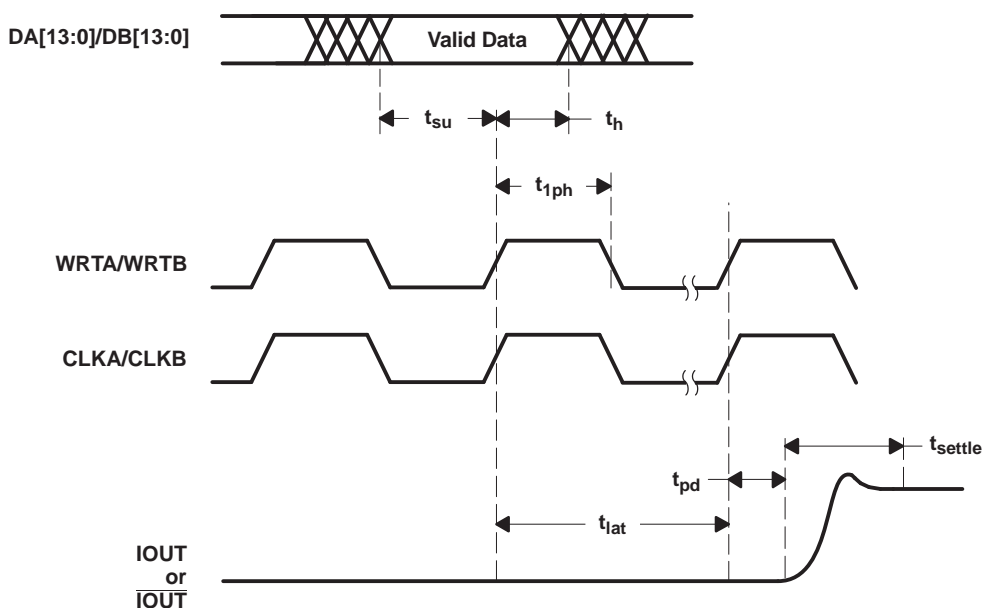 DA[13:0]/DB[13:0]
Valid Data
tsu
th
t1ph
WRTA/WRTB
CLKA/CLKB
tsettle
tpd
tlat
IOUT
or
IOUT